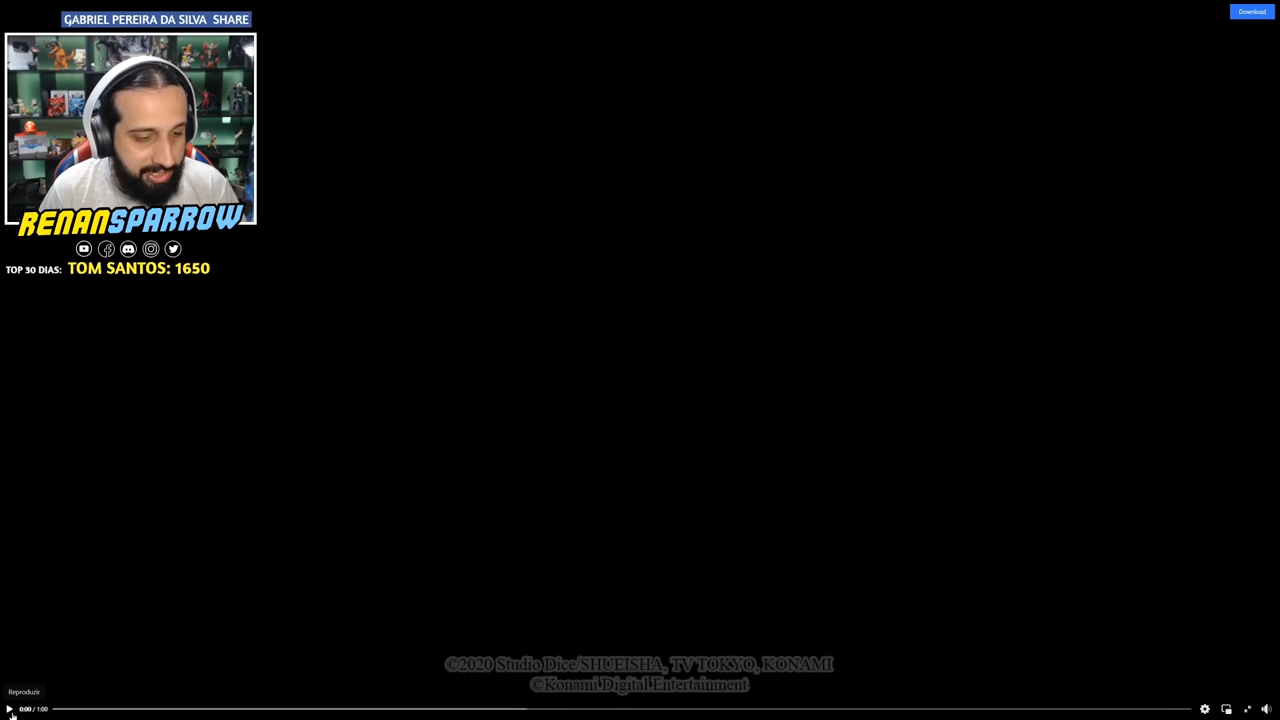 GABRIEL PEREIRA DA SILVA SHARE
Download
RENANSPARROW
TOP 30 DIAS: TOM SANTOS: 1650
©2020 Studio Dice/SHUEISHA, TV TOKYO, KONAMI
©Konami Digital Entertainment
Reproduzir
0:00 / 1:00